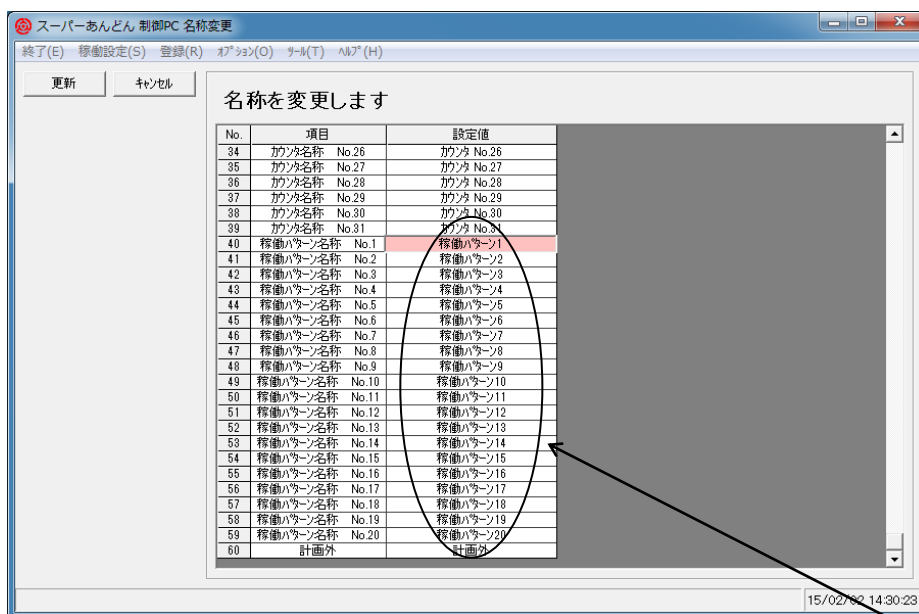 スーパーあんどん 制御PC 名称変更
終了(E) 稼働設定(S) 登録(R) ｵﾌﾟｼｮﾝ(O) ﾂｰﾙ(T) ﾍﾙﾌﾟ(H)
更新 ｷｬﾝｾﾙ
名称を変更します
No. 項目 設定値
34 ｶｳﾝﾀ名称 No.26 ｶｳﾝﾀ No.26
35 ｶｳﾝﾀ名称 No.27 ｶｳﾝﾀ No.27
36 ｶｳﾝﾀ名称 No.28 ｶｳﾝﾀ No.28
37 ｶｳﾝﾀ名称 No.29 ｶｳﾝﾀ No.29
38 ｶｳﾝﾀ名称 No.30 ｶｳﾝﾀ No.30
39 ｶｳﾝﾀ名称 No.31 ｶｳﾝﾀ No.31
40 稼働ﾊﾟﾀｰﾝ名称 No.1 稼働ﾊﾟﾀｰﾝ1
41 稼働ﾊﾟﾀｰﾝ名称 No.2 稼働ﾊﾟﾀｰﾝ2
42 稼働ﾊﾟﾀｰﾝ名称 No.3 稼働ﾊﾟﾀｰﾝ3
43 稼働ﾊﾟﾀｰﾝ名称 No.4 稼働ﾊﾟﾀｰﾝ4
44 稼働ﾊﾟﾀｰﾝ名称 No.5 稼働ﾊﾟﾀｰﾝ5
45 稼働ﾊﾟﾀｰﾝ名称 No.6 稼働ﾊﾟﾀｰﾝ6
46 稼働ﾊﾟﾀｰﾝ名称 No.7 稼働ﾊﾟﾀｰﾝ7
47 稼働ﾊﾟﾀｰﾝ名称 No.8 稼働ﾊﾟﾀｰﾝ8
48 稼働ﾊﾟﾀｰﾝ名称 No.9 稼働ﾊﾟﾀｰﾝ9
49 稼働ﾊﾟﾀｰﾝ名称 No.10 稼働ﾊﾟﾀｰﾝ10
50 稼働ﾊﾟﾀｰﾝ名称 No.11 稼働ﾊﾟﾀｰﾝ11
51 稼働ﾊﾟﾀｰﾝ名称 No.12 稼働ﾊﾟﾀｰﾝ12
52 稼働ﾊﾟﾀｰﾝ名称 No.13 稼働ﾊﾟﾀｰﾝ13
53 稼働ﾊﾟﾀｰﾝ名称 No.14 稼働ﾊﾟﾀｰﾝ14
54 稼働ﾊﾟﾀｰﾝ名称 No.15 稼働ﾊﾟﾀｰﾝ15
55 稼働ﾊﾟﾀｰﾝ名称 No.16 稼働ﾊﾟﾀｰﾝ16
56 稼働ﾊﾟﾀｰﾝ名称 No.17 稼働ﾊﾟﾀｰﾝ17
57 稼働ﾊﾟﾀｰﾝ名称 No.18 稼働ﾊﾟﾀｰﾝ18
58 稼働ﾊﾟﾀｰﾝ名称 No.19 稼働ﾊﾟﾀｰﾝ19
59 稼働ﾊﾟﾀｰﾝ名称 No.20 稼働ﾊﾟﾀｰﾝ20
60 計画外 計画外
15/02/02 14:30:23